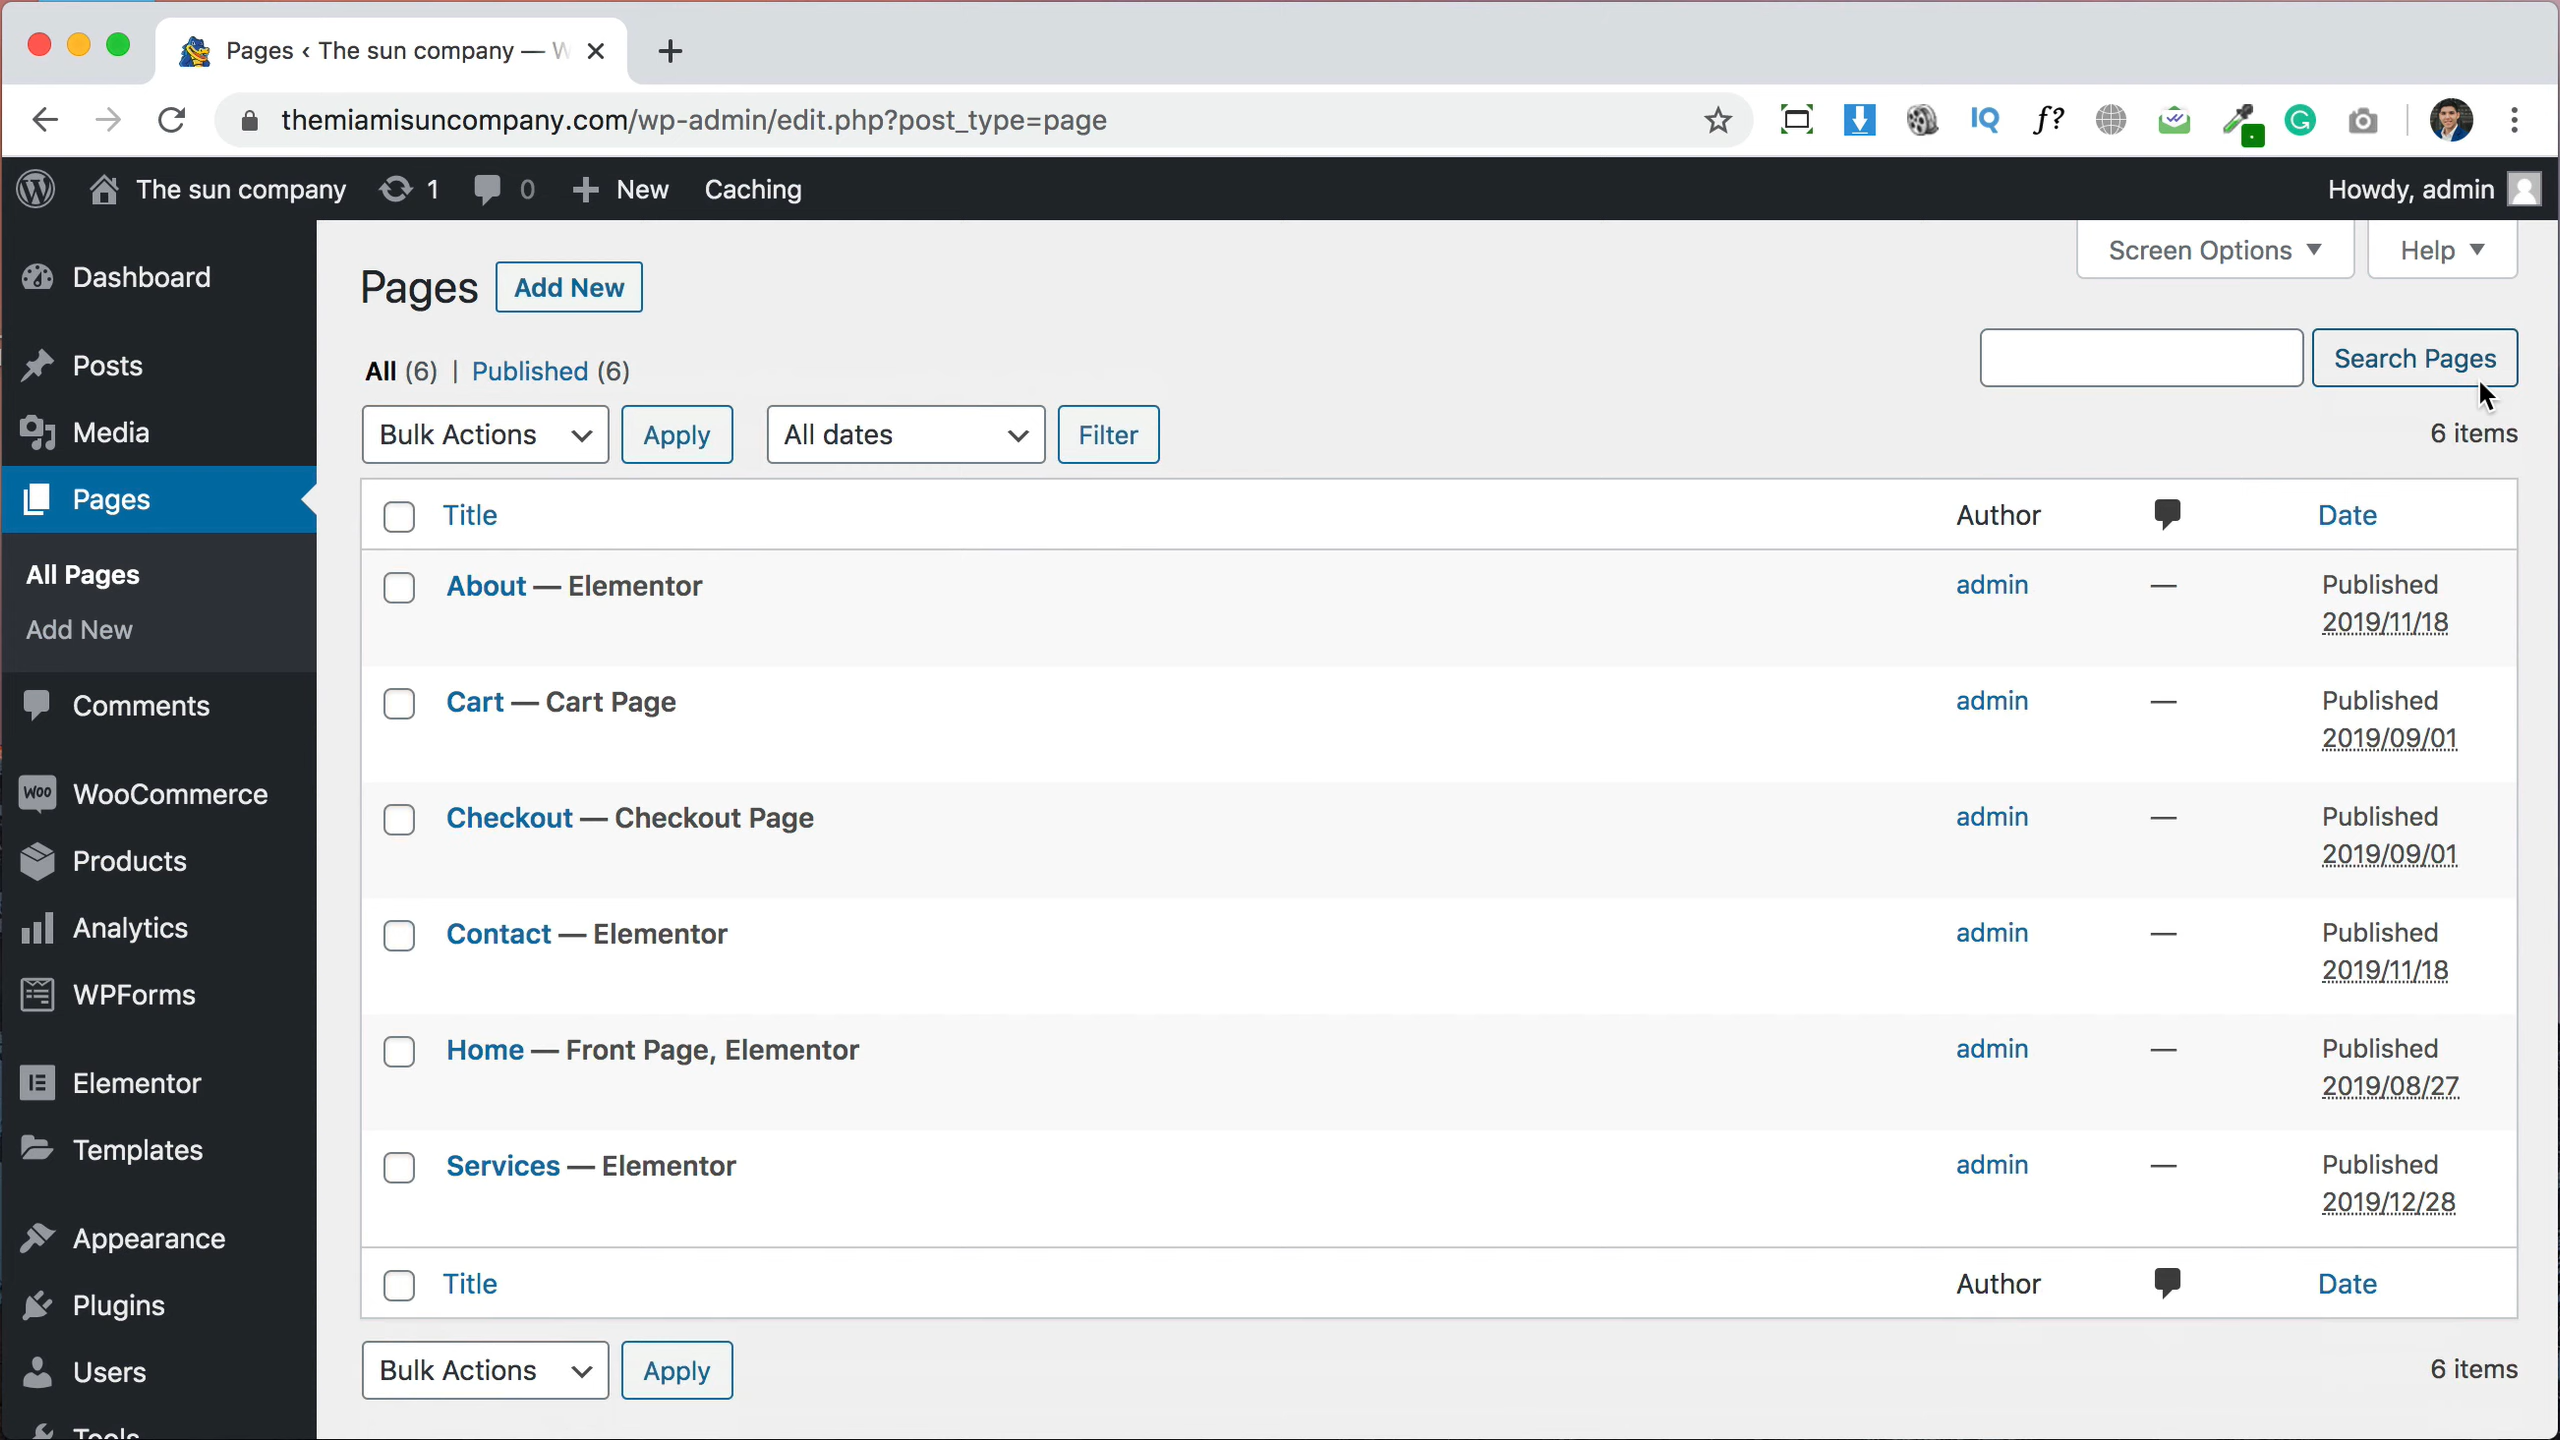 Pages ‹ The sun company — W
themiamisuncompany.com/wp-admin/edit.php?post_type=page
IQ
f?
The sun company 1 0 New Caching Howdy, admin
Screen Options Help
Dashboard
Posts
Media
Pages
All Pages
Add New
Comments
WooCommerce
Products
Analytics
WPForms
Elementor
Templates
Appearance
Plugins
Users
Tools
Pages Add New
All (6) | Published (6)
Search Pages
Bulk Actions Apply All dates Filter
6 items
Title Author Date
About — Elementor admin — Published
2019/11/18
Cart — Cart Page admin — Published
2019/09/01
Checkout — Checkout Page admin — Published
2019/09/01
Contact — Elementor admin — Published
2019/11/18
Home — Front Page, Elementor admin — Published
2019/08/27
Services — Elementor admin — Published
2019/12/28
Title Author Date
Bulk Actions Apply
6 items